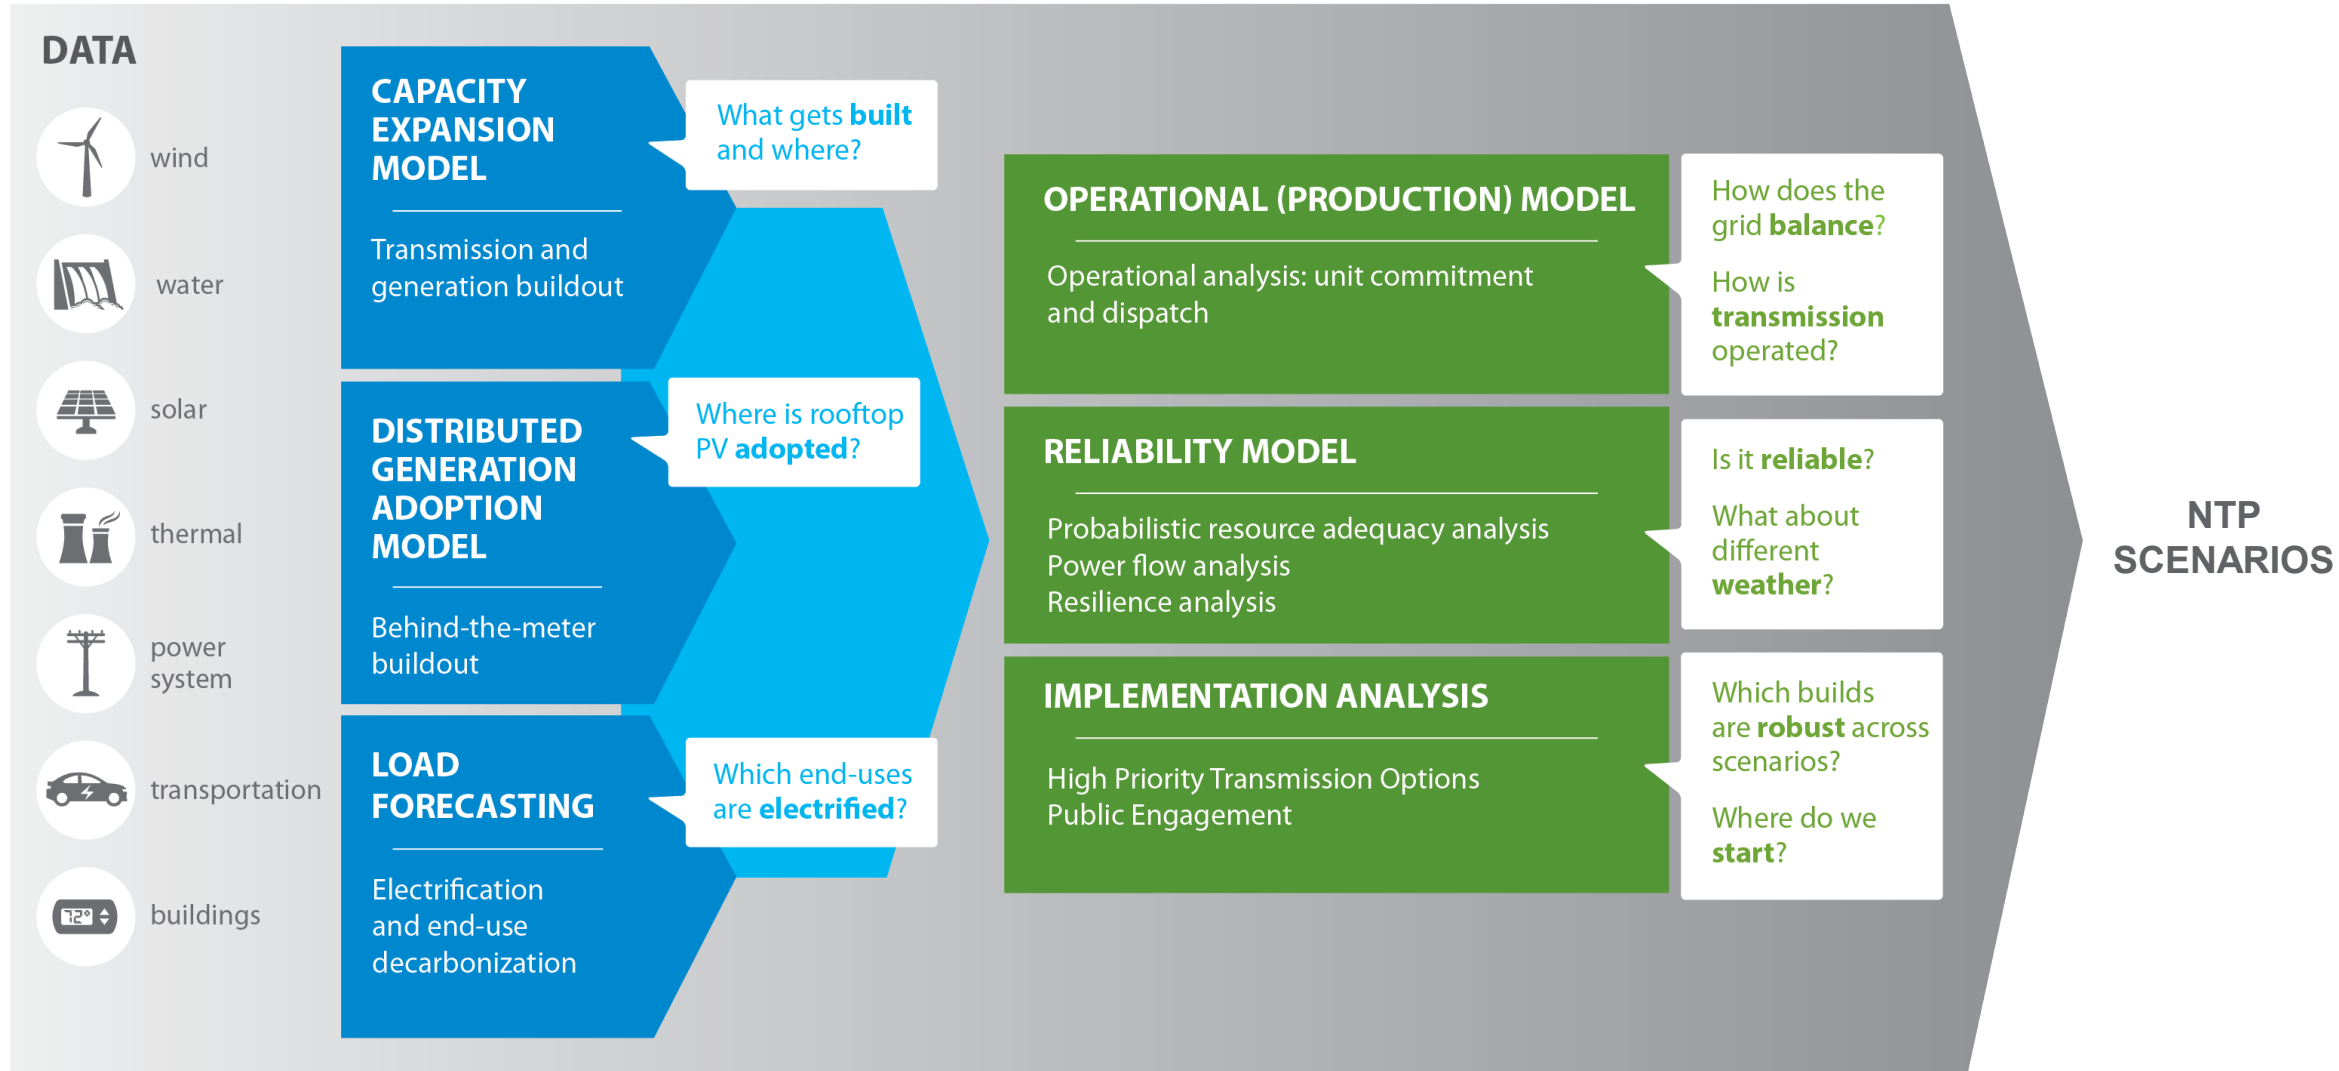 DATA
wind
water
solar
thermal
power
system
transportation
72°
buildings
CAPACITY
EXPANSION
MODEL
Transmission and
generation buildout
What gets built
and where?
DISTRIBUTED
GENERATION
ADOPTION
MODEL
Behind-the-meter
buildout
Where is rooftop
PV adopted?
LOAD
FORECASTING
Electrification
and end-use
decarbonization
Which end-uses
are electrified?
OPERATIONAL (PRODUCTION) MODEL
Operational analysis: unit commitment
and dispatch
How does the
grid balance?
How is
transmission
operated?
RELIABILITY MODEL
Probabilistic resource adequacy analysis
Power flow analysis
Resilience analysis
Is it reliable?
What about
different
weather?
IMPLEMENTATION ANALYSIS
High Priority Transmission Options
Public Engagement
Which builds
are robust across
scenarios?
Where do we
start?
NTP
SCENARIOS